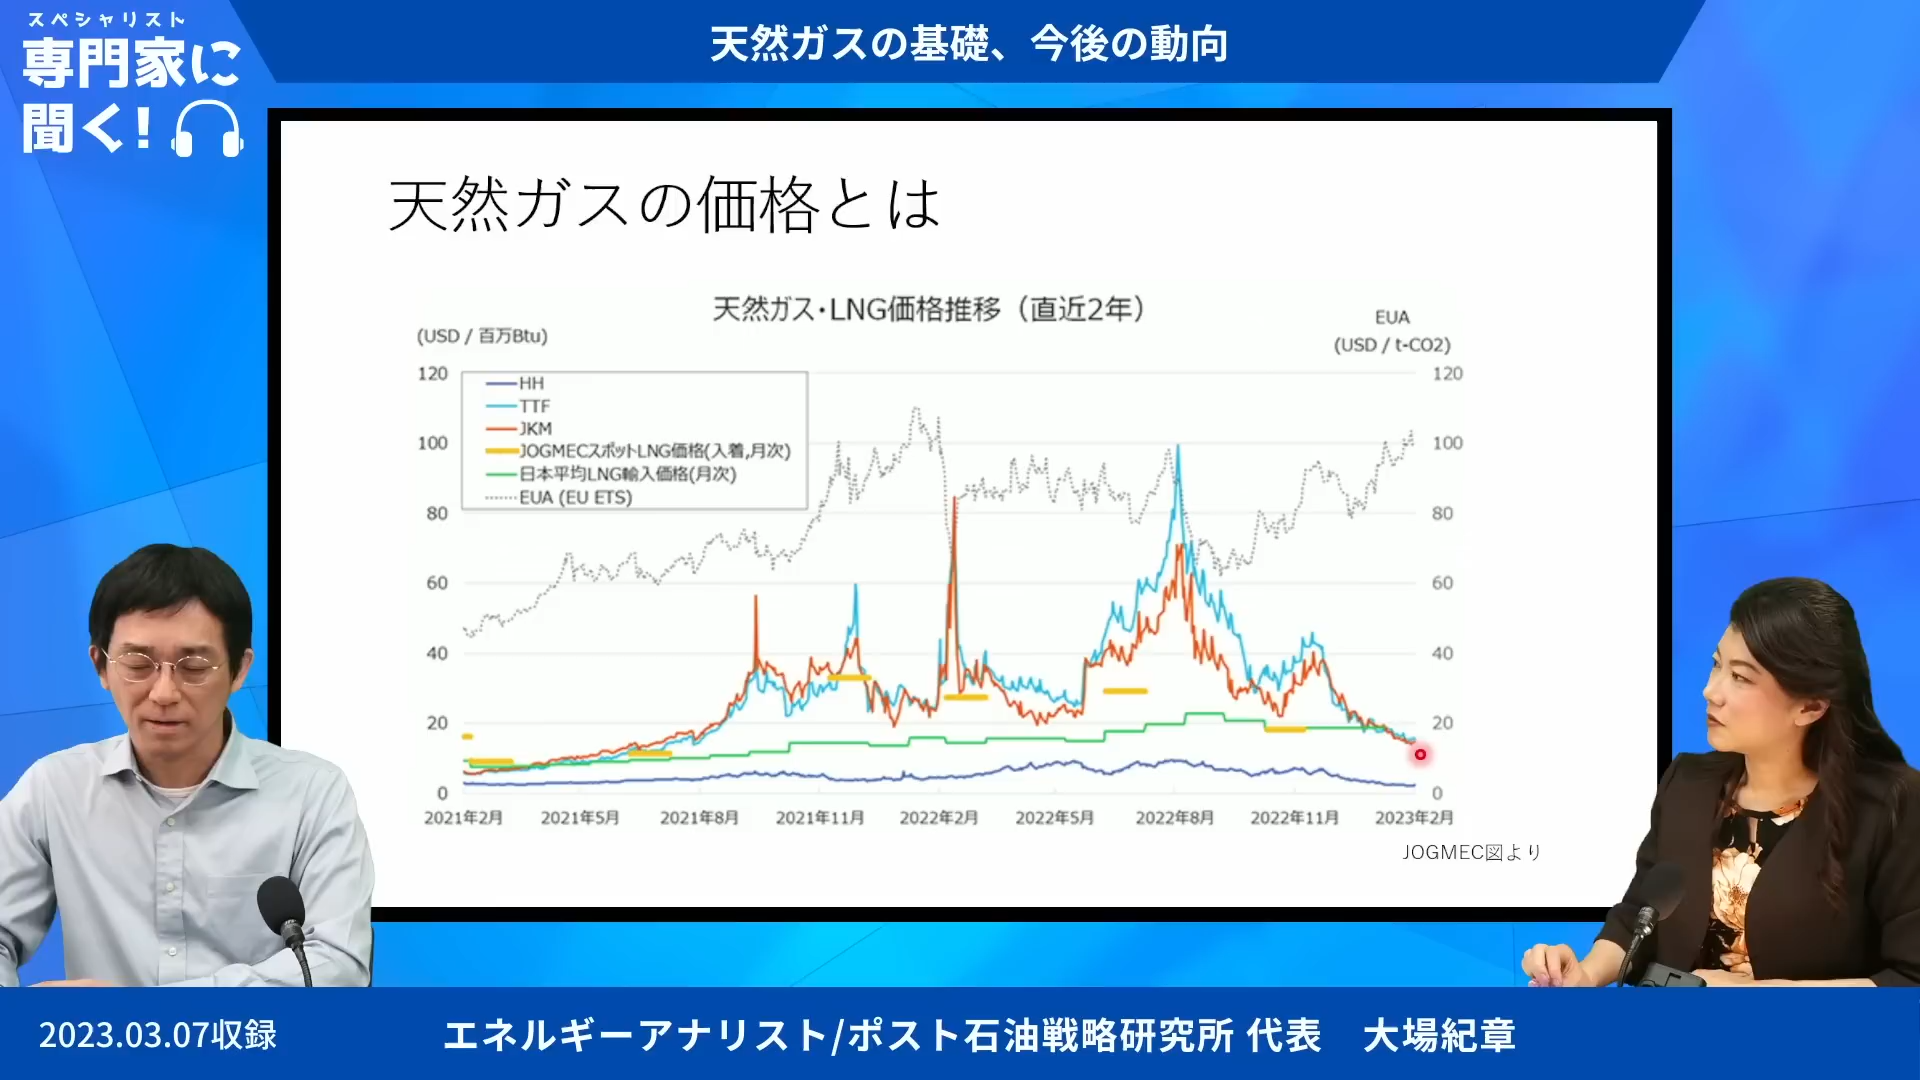 スペシャリスト
専門家に
聞く!
天然ガスの基礎、今後の動向
天然ガスの価格とは
天然ガス・LNG価格推移（直近2年）
(USD / 百万Btu)
EUA
(USD / t-CO2)
120
100
80
60
40
20
0
HH
TTF
JKM
JOGMECスポットLNG価格(入着,月次)
日本平均LNG輸入価格(月次)
EUA (EU ETS)
120
100
80
60
40
20
0
2021年2月 2021年5月 2021年8月 2021年11月 2022年2月 2022年5月 2022年8月 2022年11月 2023年2月
JOGMEC図より
2023.03.07収録
エネルギーアナリスト/ポスト石油戦略研究所 代表 大場紀章